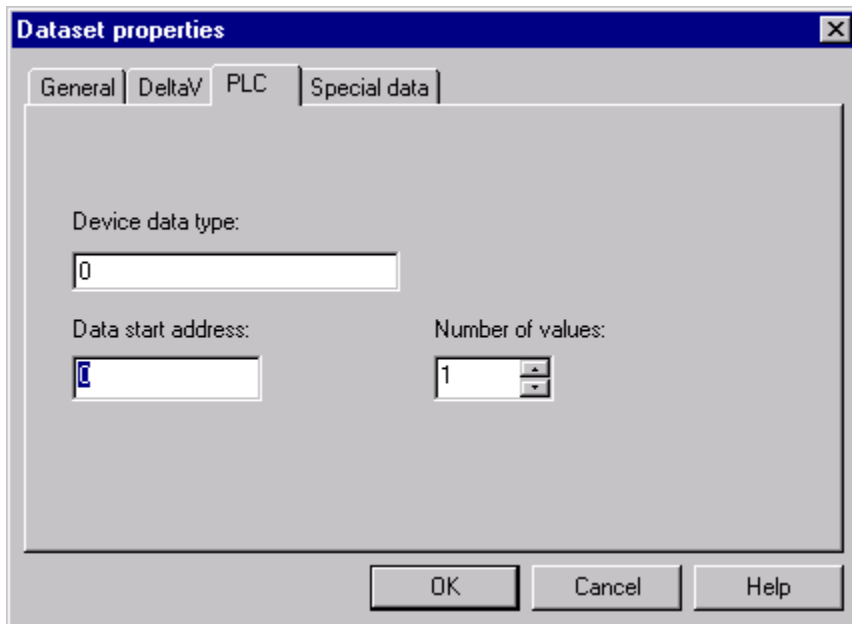 Dataset properties
General DeltaV PLC Special data
Device data type:
0
Data start address: Number of values:
0 1
OK Cancel Help